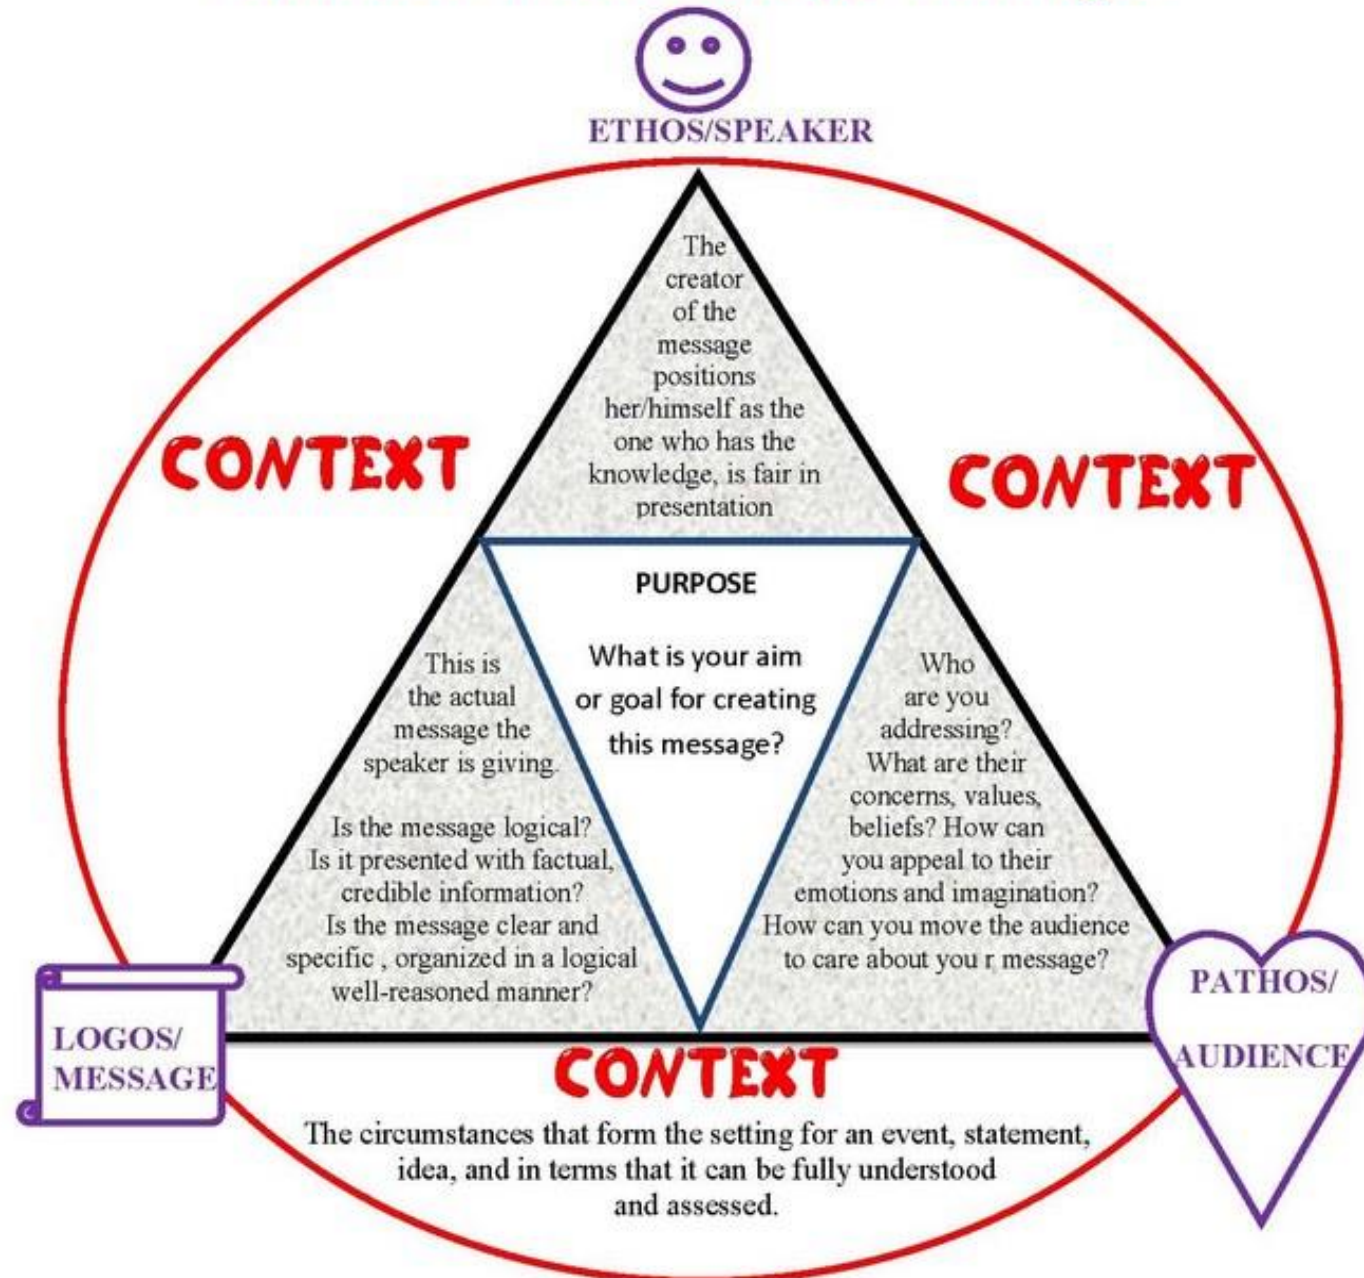 ETHOS/SPEAKER
The
creator
of the
message
positions
her/himself as the
one who has the
knowledge, is fair in
presentation
CONTEXT
CONTEXT
PURPOSE
What is your aim
or goal for creating
this message?
This is
the actual
message the
speaker is giving.
Is the message logical?
Is it presented with factual,
credible information?
Is the message clear and
specific , organized in a logical
well-reasoned manner?
Who
are you
addressing?
What are their
concerns, values,
beliefs? How can
you appeal to their
emotions and imagination?
How can you move the audience
to care about you r message?
LOGOS/
MESSAGE
PATHOS/
AUDIENCE
CONTEXT
The circumstances that form the setting for an event, statement,
idea, and in terms that it can be fully understood
and assessed.